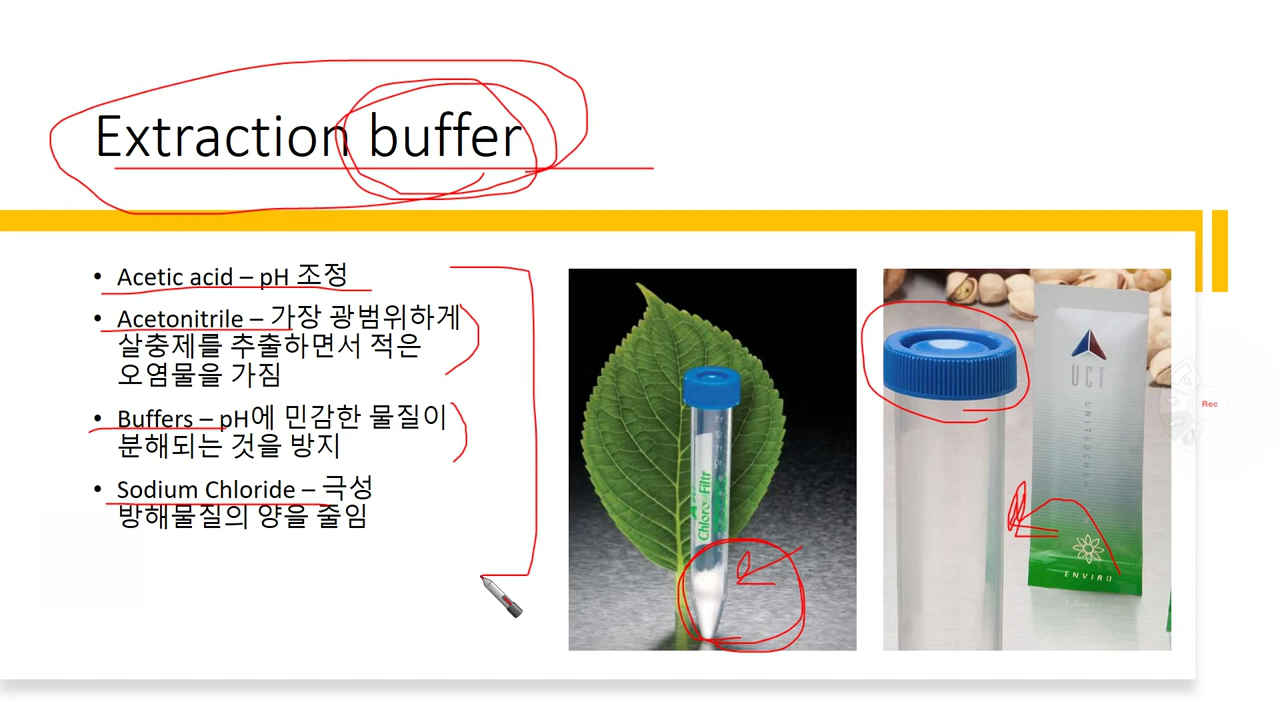 Extraction buffer
• Acetic acid – pH 조정
• Acetonitrile – 가장 광범위하게
살충제를 추출하면서 적은
오염물을 가짐
• Buffers – pH에 민감한 물질이
분해되는 것을 방지
• Sodium Chloride – 극성
방해물질의 양을 줄임
UCT
ENVIRO
Rec